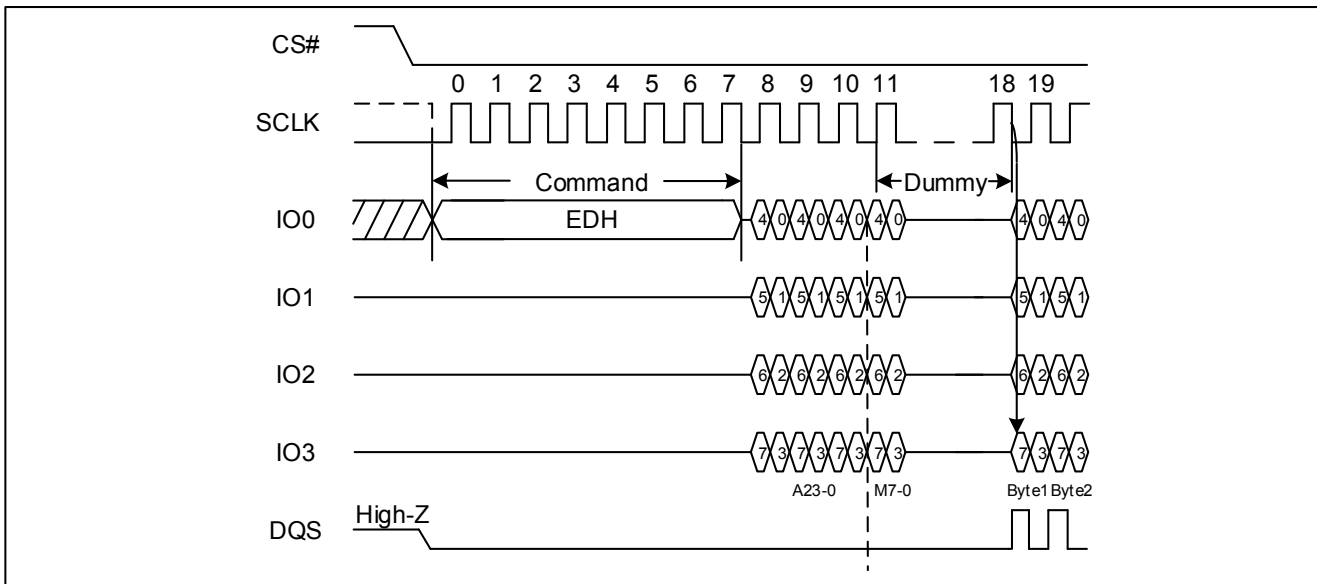 CS#
0 1 2 3 4 5 6 7 8 9 10 11 18 19
SCLK
Command Dummy
IO0 EDH 4 0 4 0 4 0 4 0 4 0 4 0
IO1 5 1 5 1 5 1 5 1 5 1 5 1
IO2 6 2 6 2 6 2 6 2 6 2 6 2
IO3 7 3 7 3 7 3 7 3 7 3 7 3
A23-0 M7-0 Byte1 Byte2
High-Z
DQS